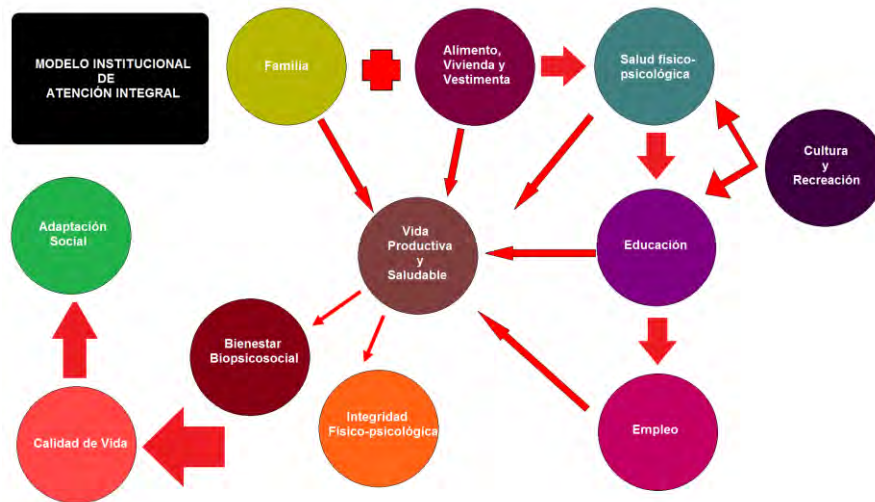 MODELO INSTITUCIONAL
DE
ATENCIÓN INTEGRAL
Familia
Alimento,
Vivienda y
Vestimenta
Salud físico-
psicológica
Cultura
y
Recreación
Adaptación
Social
Vida
Productiva
y
Saludable
Educación
Bienestar
Biopsicosocial
Integridad
Físico-psicológica
Calidad de Vida
Empleo